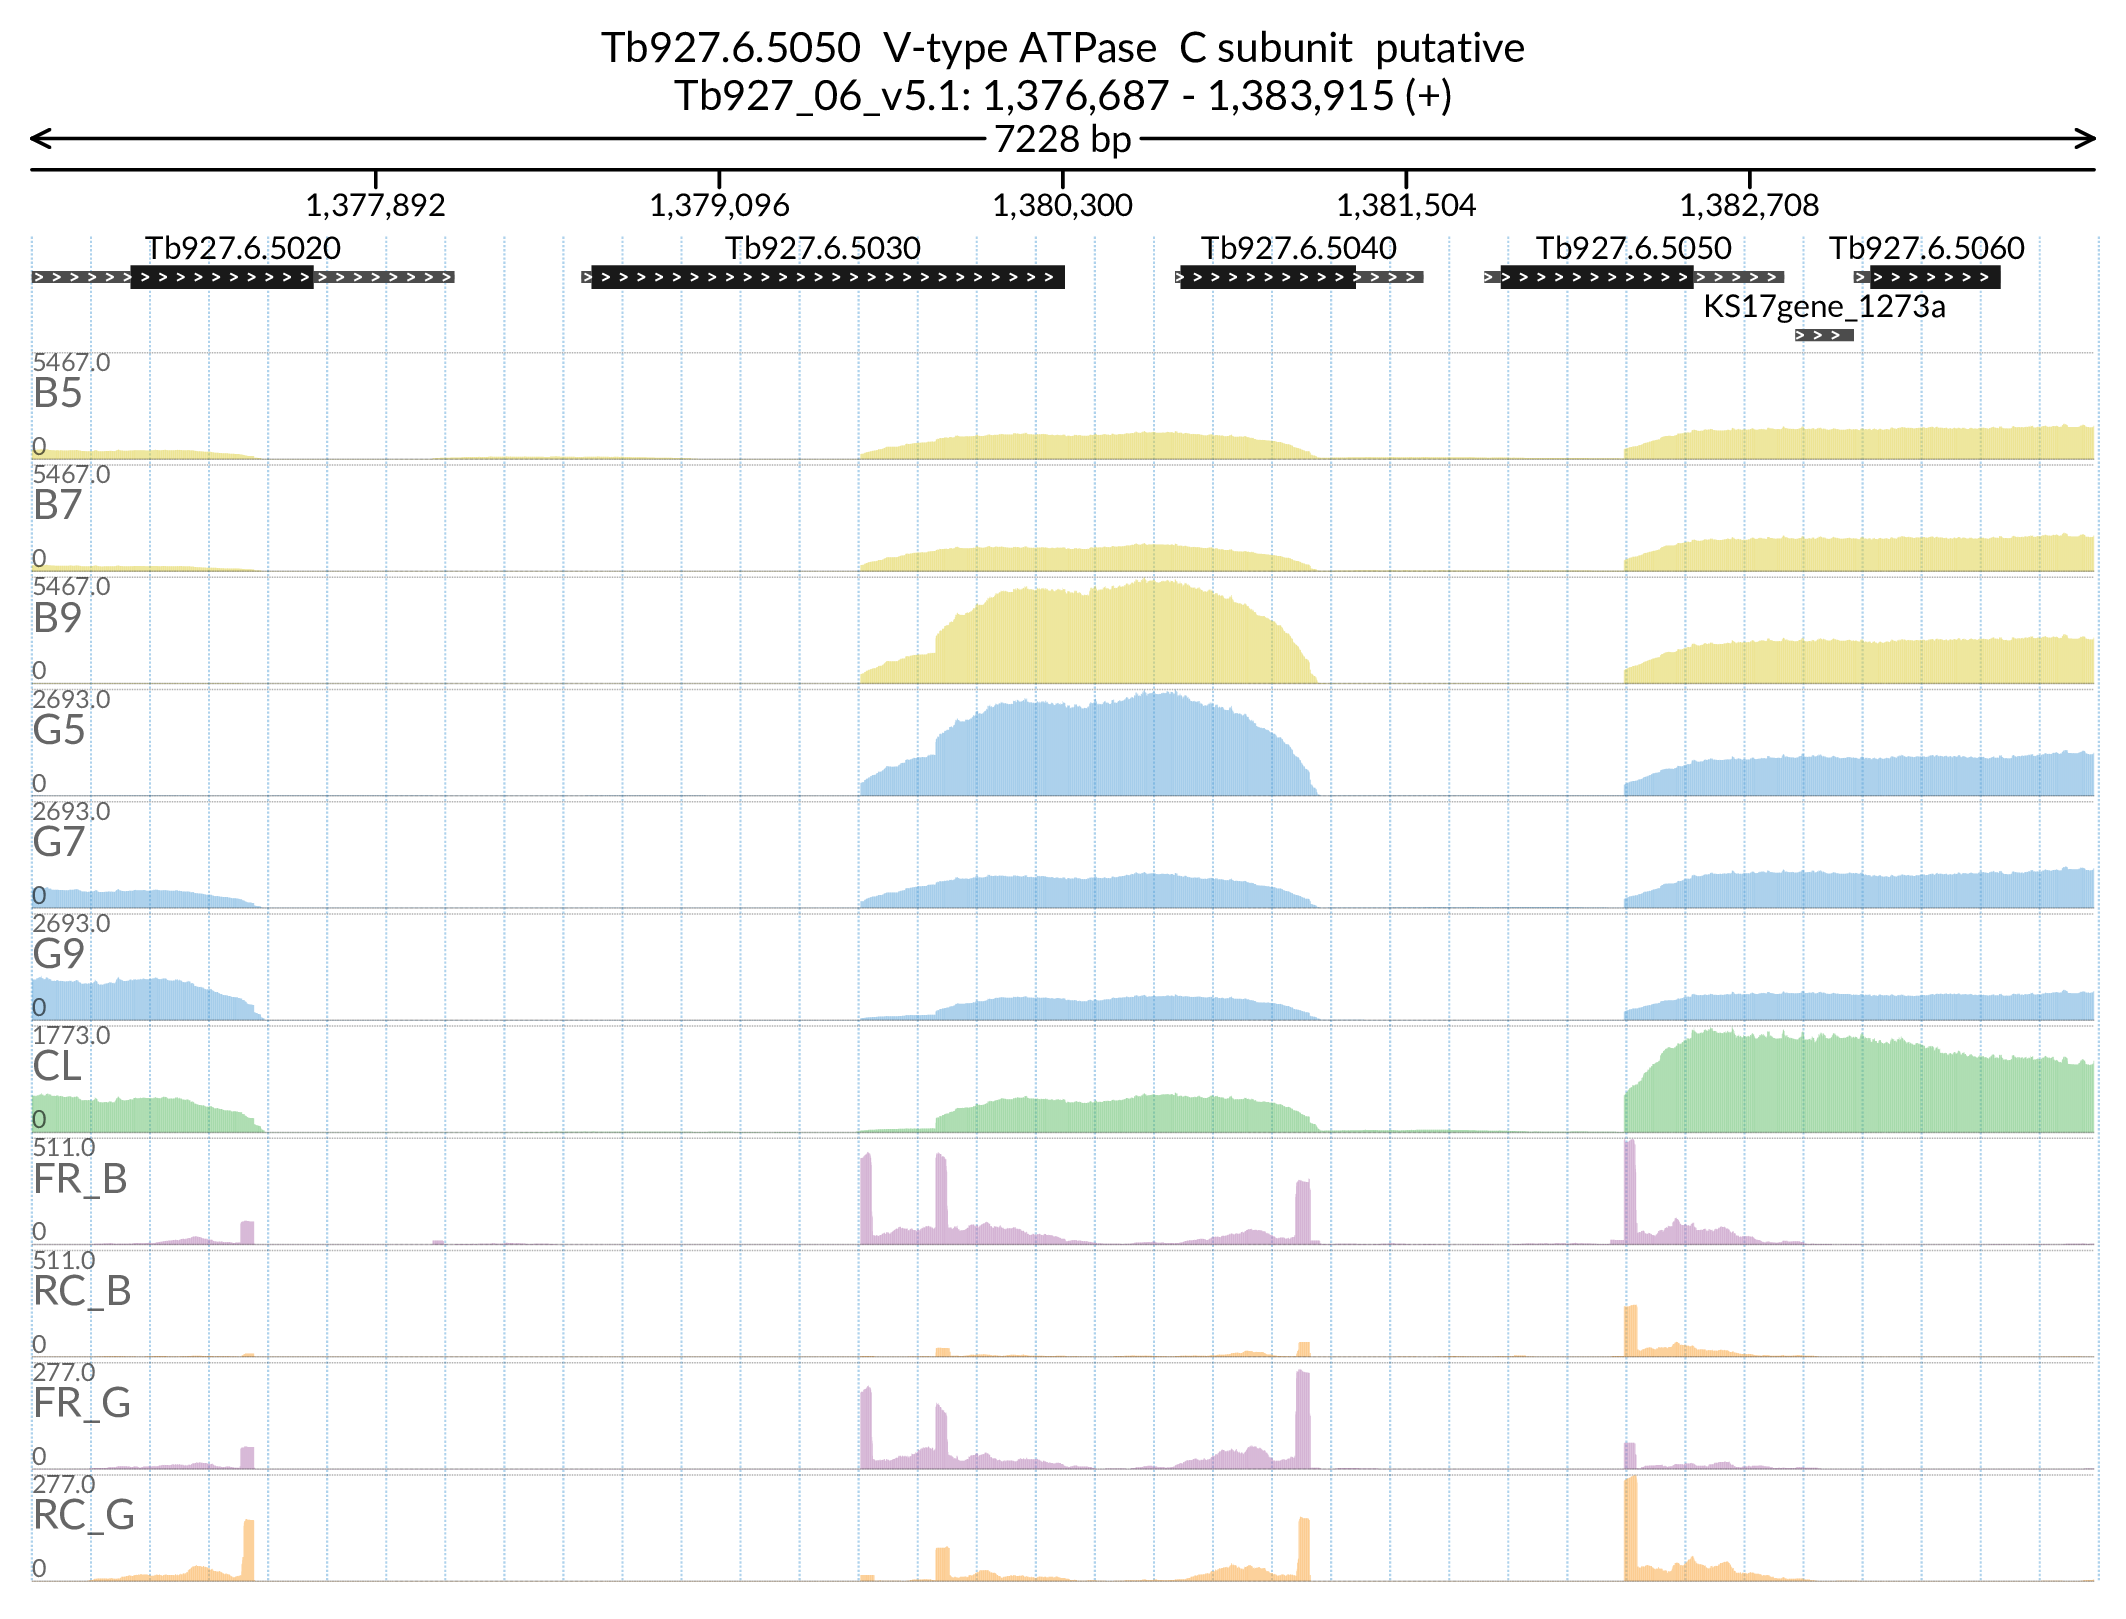 Tb927.6.5050  V-type ATPase  C subunit  putative
Tb927_06_v5.1: 1,376,687 - 1,383,915 (+)
7228 bp
1,377,892 1,379,096 1,380,300 1,381,504 1,382,708
Tb927.6.5020 Tb927.6.5030 Tb927.6.5040 Tb927.6.5050 Tb927.6.5060
KS17gene_1273a
5467.0
B5
0
5467.0
B7
0
5467.0
B9
0
2693.0
G5
0
2693.0
G7
0
2693.0
G9
0
1773.0
CL
0
511.0
FR_B
0
511.0
RC_B
0
277.0
FR_G
0
277.0
RC_G
0